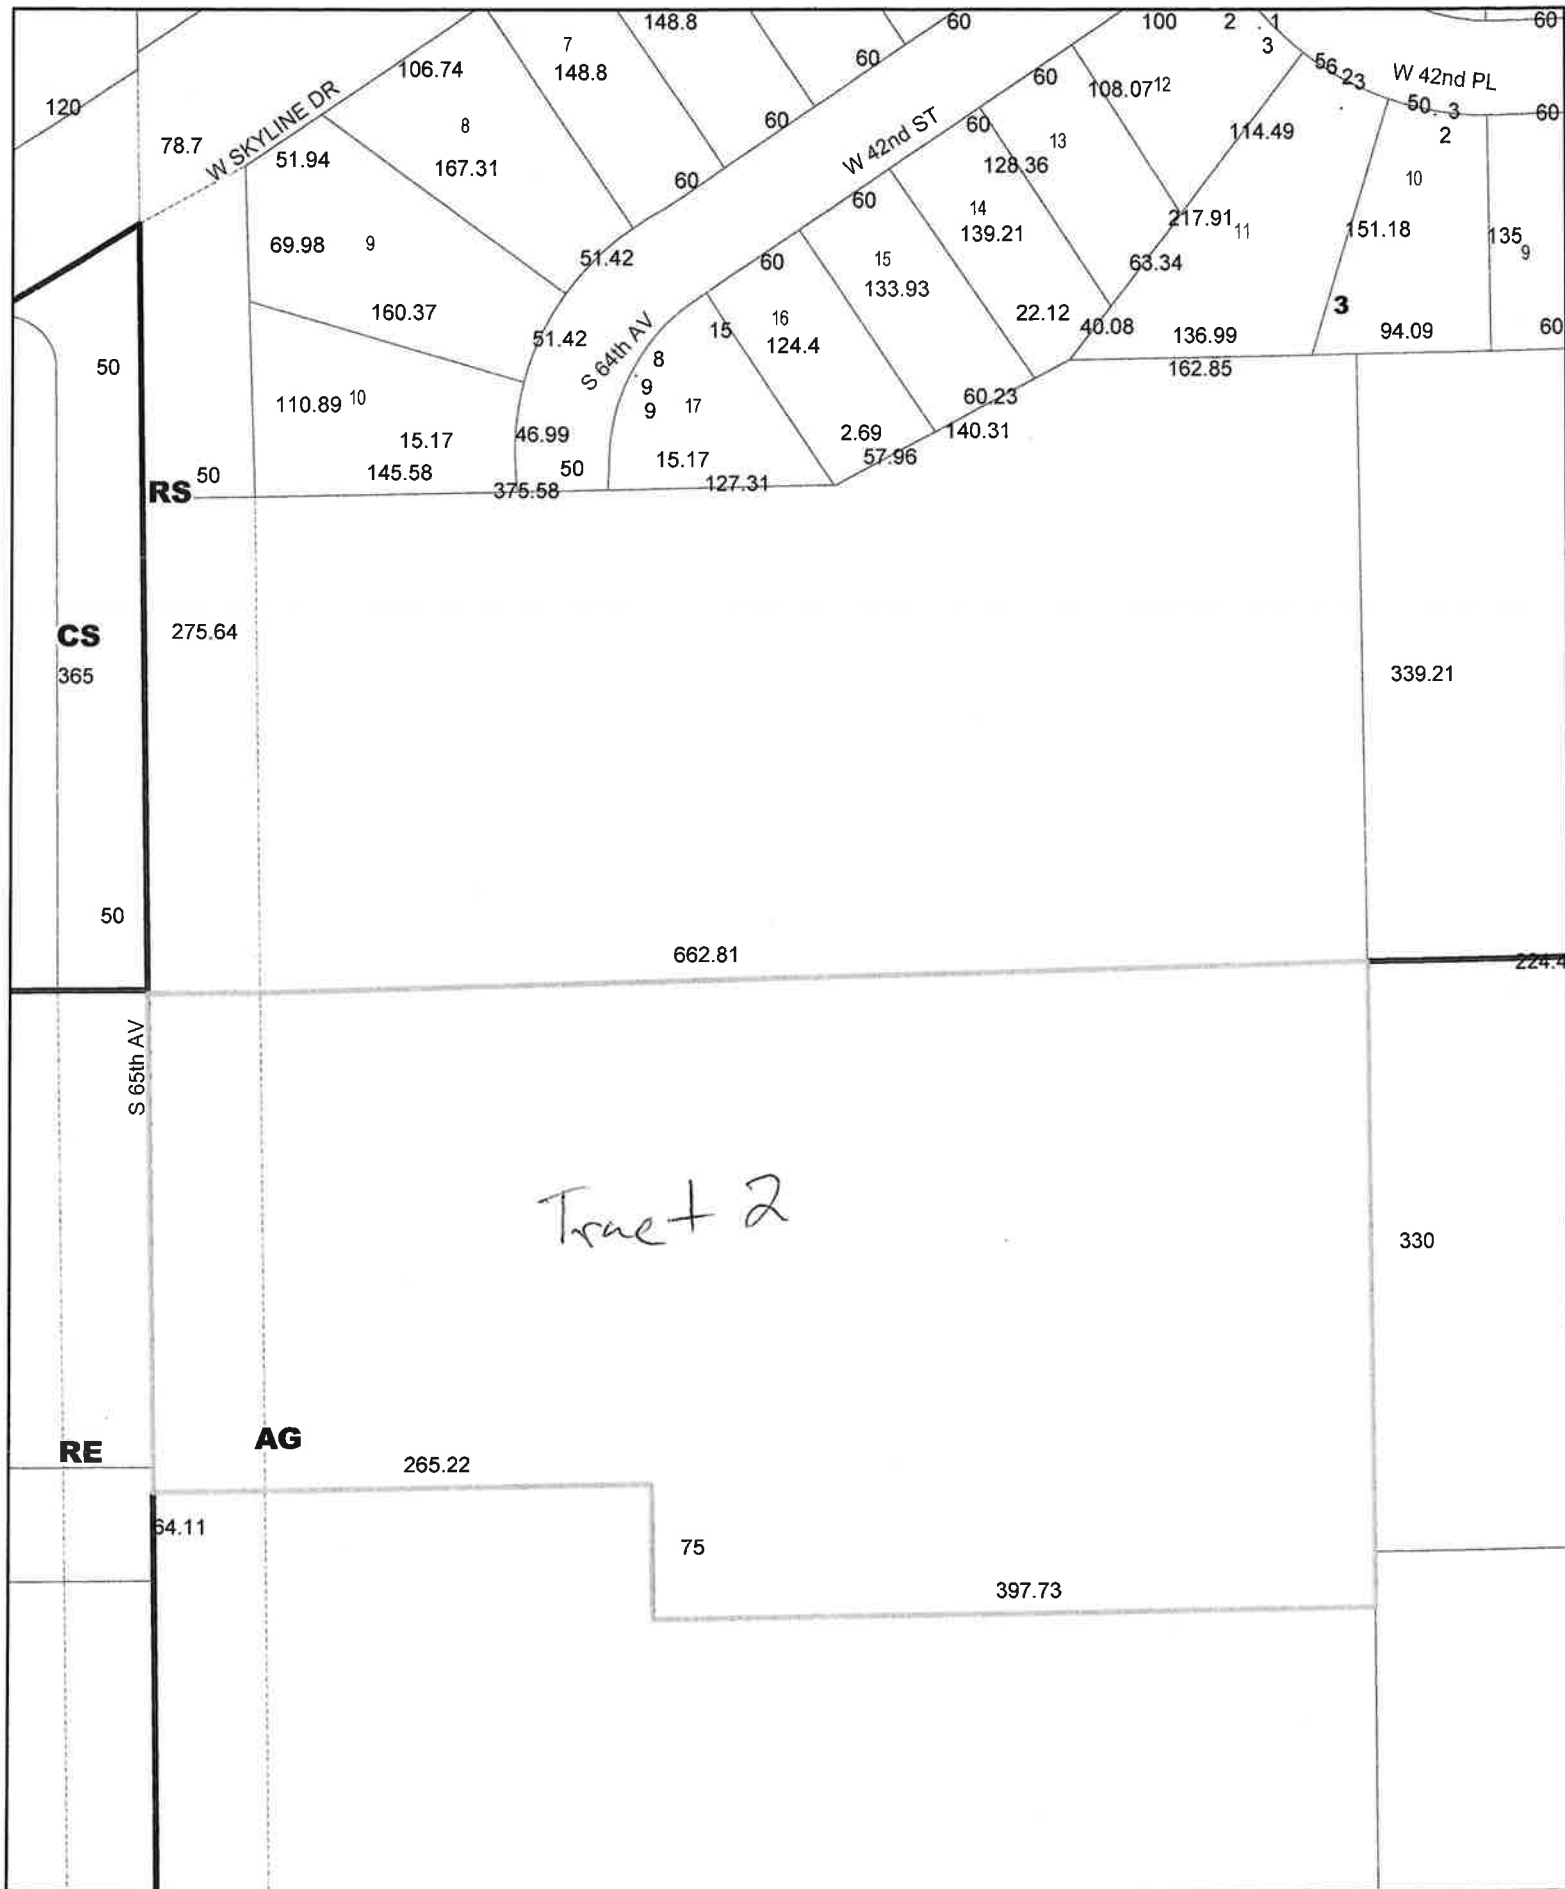 148.8 60 100 2 . 1 60
7 3
106.74 148.8 60 60 56.23 W 42nd PL
120 W SKYLINE DR 108.07 12 50. 3 60
8 60 W 42nd ST 60 114.49 2
78.7 51.94 167.31 128.36 13
60 60 14 217.91 11 10
69.98 9 139.21 151.18 135 9
51.42 60 15 63.34
160.37 133.93 22.12 3
51.42 S 64th AV 15 16 40.08 136.99 94.09 60
50 8 124.4 162.85
9
110.89 10 9 17 60.23
15.17 46.99 2.69 140.31
50 145.58 50 15.17 57.96
RS 375.58 127.31
CS 275.64
365 339.21
50
662.81 224.4
S 65th AV
Tract 2
330
RE AG
265.22
64.11
75
397.73